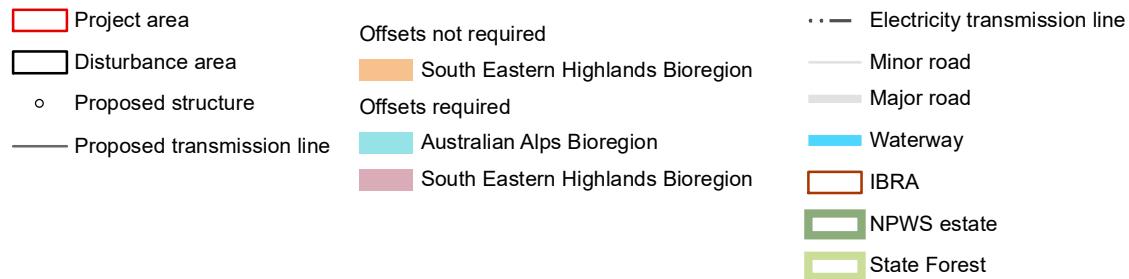 Project area
Disturbance area
Proposed structure
Proposed transmission line
Offsets not required
South Eastern Highlands Bioregion
Offsets required
Australian Alps Bioregion
South Eastern Highlands Bioregion
Electricity transmission line
Minor road
Major road
Waterway
IBRA
NPWS estate
State Forest